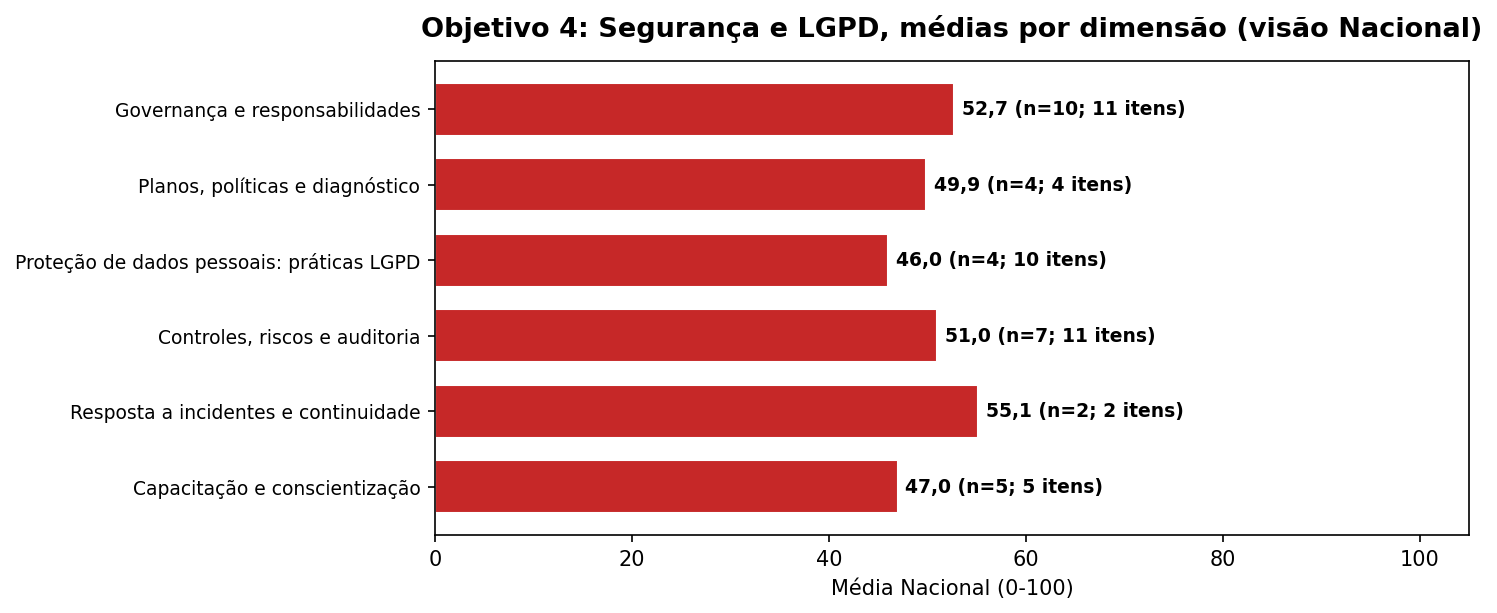 Objetivo 4: Segurança e LGPD, médias por dimensão (visão Nacional)
Governança e responsabilidades
52,7 (n=10; 11 itens)
Planos, políticas e diagnóstico
49,9 (n=4; 4 itens)
Proteção de dados pessoais: práticas LGPD
46,0 (n=4; 10 itens)
Controles, riscos e auditoria
51,0 (n=7; 11 itens)
Resposta a incidentes e continuidade
55,1 (n=2; 2 itens)
Capacitação e conscientização
47,0 (n=5; 5 itens)
0 20 40 60 80 100
Média Nacional (0-100)